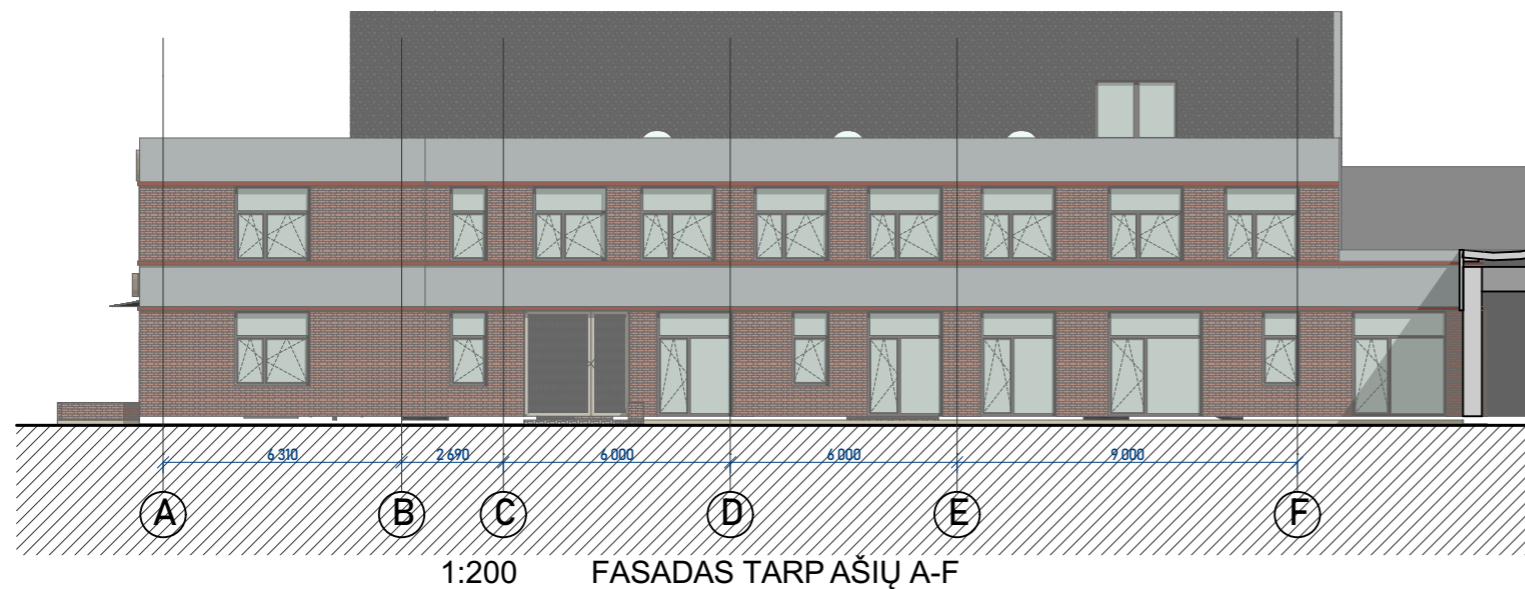 6 310 2 690 6 000 6 000 9 000
A B C D E F
1:200 FASADAS TARP AŠIŲ A-F